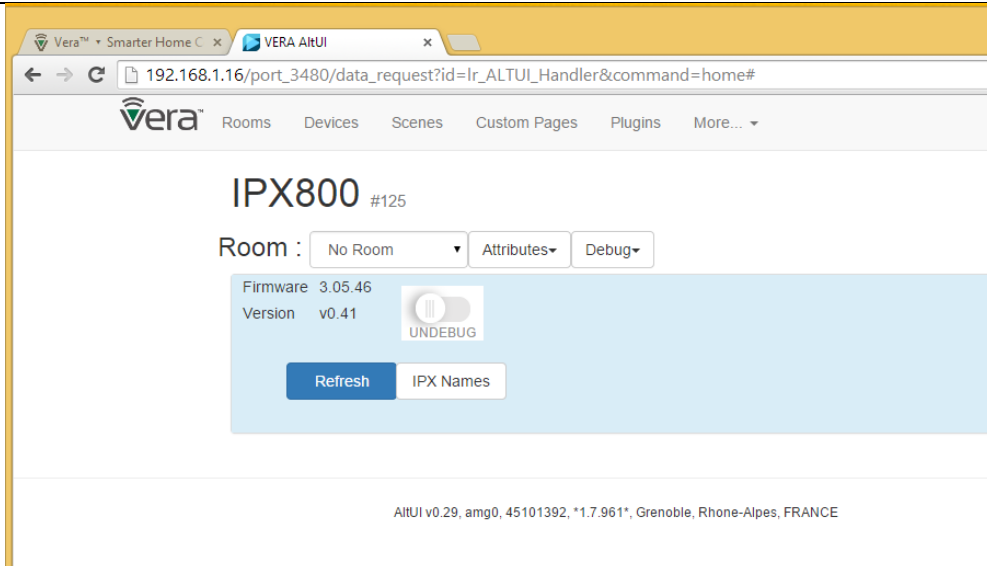 Vera™ • Smarter Home C
VERA AltUI
192.168.1.16/port_3480/data_request?id=lr_ALTUI_Handler&command=home#
vera™ Rooms Devices Scenes Custom Pages Plugins More...
IPX800 #125
Room : No Room Attributes Debug
Firmware 3.05.46
Version v0.41
UNDEBUG
Refresh IPX Names
AltUI v0.29, amg0, 45101392, *1.7.961*, Grenoble, Rhone-Alpes, FRANCE